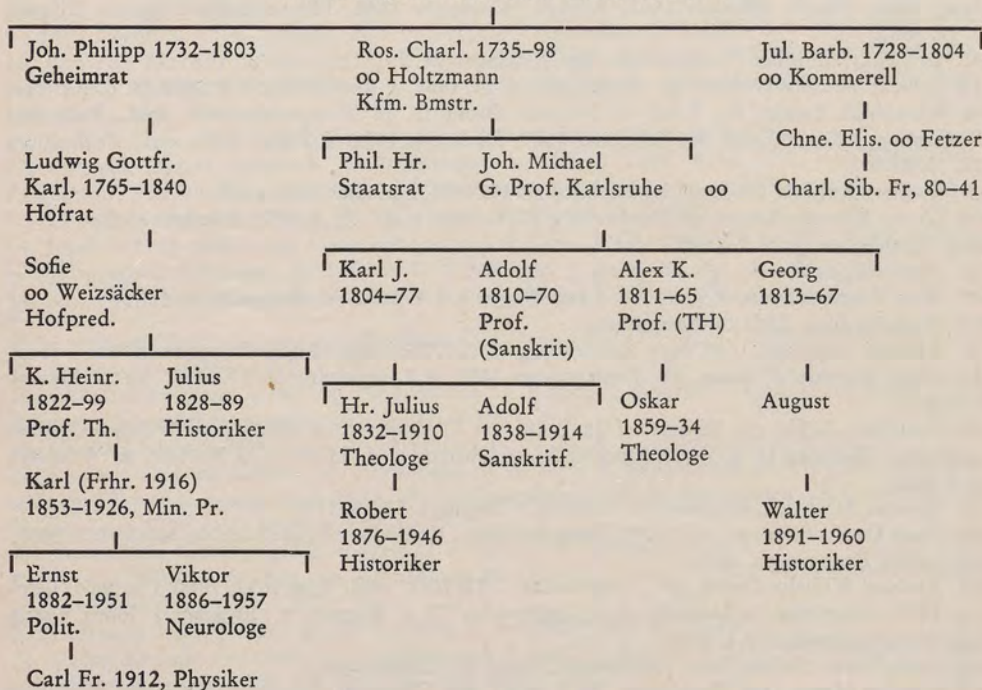 Joh. Philipp 1732–1803
Geheimrat
Ros. Charl. 1735–98
oo Holtzmann
Kfm. Bmstr.
Jul. Barb. 1728–1804
oo Kommerell
Chne. Elis. oo Fetzer
Ludwig Gottfr.
Karl, 1765–1840
Hofrat
Phil. Hr.
Staatsrat
Joh. Michael
G. Prof. Karlsruhe
oo
Charl. Sib. Fr, 80–41
Sofie
oo Weizsäcker
Hofpred.
Karl J.
1804–77
Adolf
1810–70
Prof.
(Sanskrit)
Alex K.
1811–65
Prof. (TH)
Georg
1813–67
K. Heinr.
1822–99
Prof. Th.
Julius
1828–89
Historiker
Hr. Julius
1832–1910
Theologe
Adolf
1838–1914
Sanskritf.
Oskar
1859–34
Theologe
August
Karl (Frhr. 1916)
1853–1926, Min. Pr.
Robert
1876–1946
Historiker
Walter
1891–1960
Historiker
Ernst
1882–1951
Polit.
Viktor
1886–1957
Neurologe
Carl Fr. 1912, Physiker